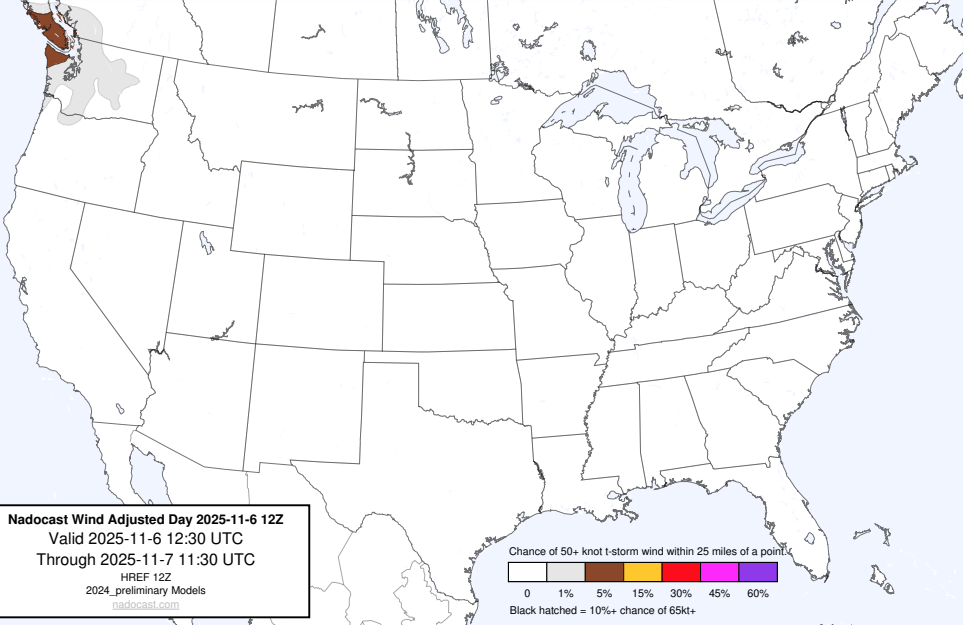 Nadocast Wind Adjusted Day 2025-11-6 12Z
Valid 2025-11-6 12:30 UTC
Through 2025-11-7 11:30 UTC
HREF 12Z
2024_preliminary Models
nadocast.com
Chance of 50+ knot t-storm wind within 25 miles of a point.
0 1% 5% 15% 30% 45% 60%
Black hatched = 10%+ chance of 65kt+